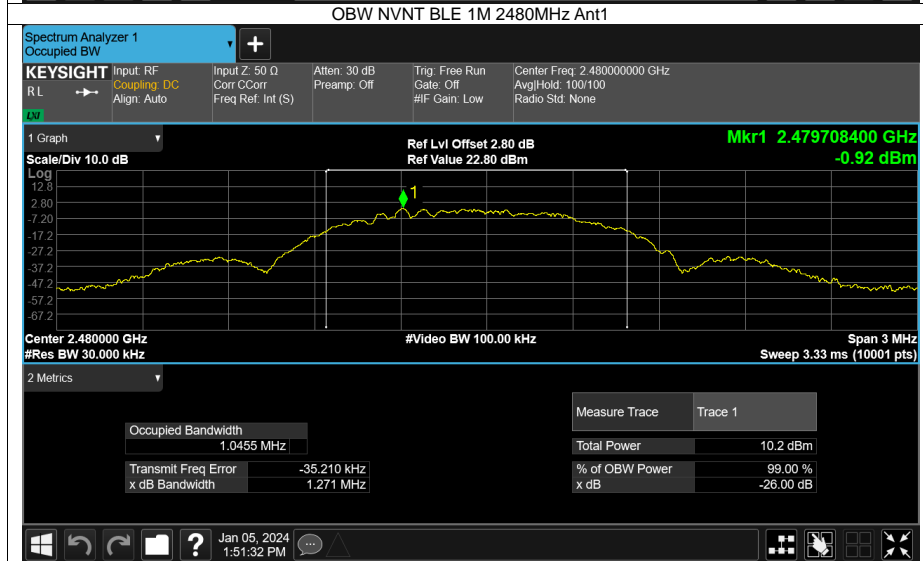 OBW NVNT BLE 1M 2480MHz Ant1
Spectrum Analyzer 1
Occupied BW
KEYSIGHT Input: RF Input Z: 50 Ω Atten: 30 dB Trig: Free Run Center Freq: 2.480000000 GHz
RL Coupling: DC Corr CCorr Preamp: Off Gate: Off Avg|Hold: 100/100
Align: Auto Freq Ref: Int (S) #IF Gain: Low Radio Std: None
LXI
1 Graph Ref Lvl Offset 2.80 dB Mkr1 2.479708400 GHz
Scale/Div 10.0 dB Ref Value 22.80 dBm -0.92 dBm
Log
12.8
1
2.80
-7.20
-17.2
-27.2
-37.2
-47.2
-57.2
-67.2
Center 2.480000 GHz #Video BW 100.00 kHz Span 3 MHz
#Res BW 30.000 kHz Sweep 3.33 ms (10001 pts)
2 Metrics
Measure Trace Trace 1
Occupied Bandwidth
1.0455 MHz Total Power 10.2 dBm
Transmit Freq Error -35.210 kHz % of OBW Power 99.00 %
x dB Bandwidth 1.271 MHz x dB -26.00 dB
? Jan 05, 2024
1:51:32 PM